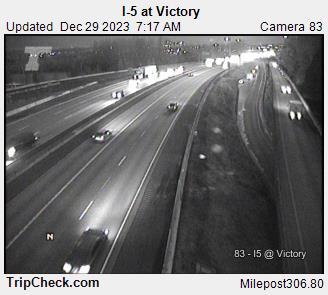 I-5 at Victory
Updated Dec 29 2023 7:17 AM Camera 83
T
N
83 - I5 @ Victory
TripCheck.com Milepost306.80